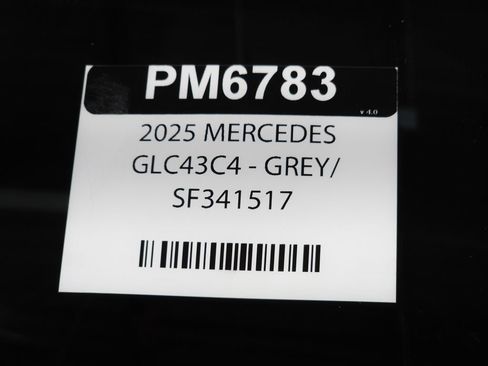 PM6783
v 4.0
2025 MERCEDES
GLC43C4 - GREY/
SF341517